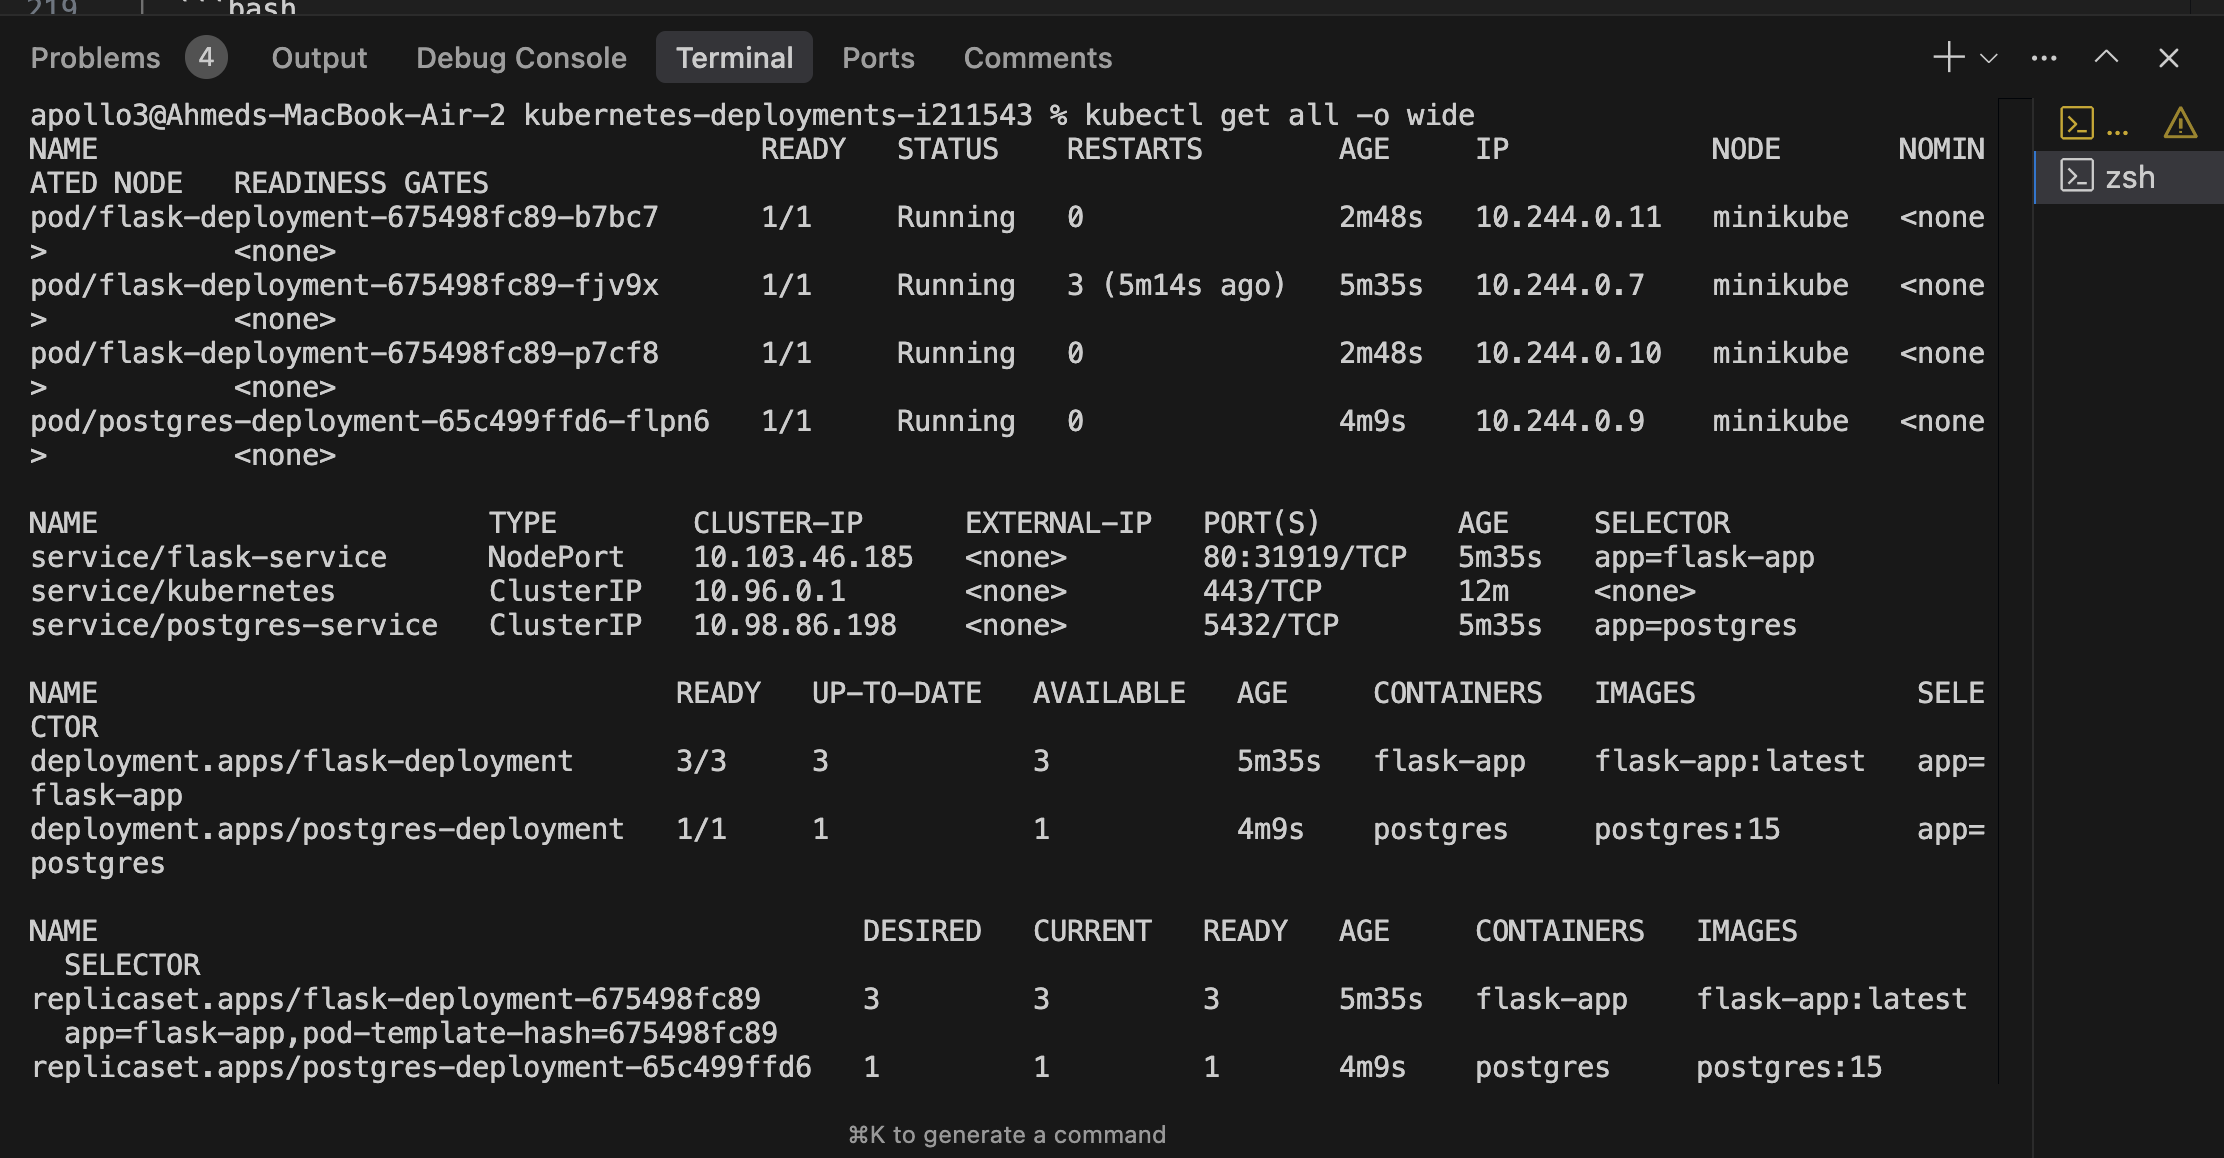 219 ```bash
Problems 4 Output Debug Console Terminal Ports Comments
apollo3@Ahmeds-MacBook-Air-2 kubernetes-deployments-i211543 % kubectl get all -o wide
NAME READY STATUS RESTARTS AGE IP NODE NOMIN
ATED NODE READINESS GATES
pod/flask-deployment-675498fc89-b7bc7 1/1 Running 0 2m48s 10.244.0.11 minikube <none
> <none>
pod/flask-deployment-675498fc89-fjv9x 1/1 Running 3 (5m14s ago) 5m35s 10.244.0.7 minikube <none
> <none>
pod/flask-deployment-675498fc89-p7cf8 1/1 Running 0 2m48s 10.244.0.10 minikube <none
> <none>
pod/postgres-deployment-65c499ffd6-flpn6 1/1 Running 0 4m9s 10.244.0.9 minikube <none
> <none>
NAME TYPE CLUSTER-IP EXTERNAL-IP PORT(S) AGE SELECTOR
service/flask-service NodePort 10.103.46.185 <none> 80:31919/TCP 5m35s app=flask-app
service/kubernetes ClusterIP 10.96.0.1 <none> 443/TCP 12m <none>
service/postgres-service ClusterIP 10.98.86.198 <none> 5432/TCP 5m35s app=postgres
NAME READY UP-TO-DATE AVAILABLE AGE CONTAINERS IMAGES SELE
CTOR
deployment.apps/flask-deployment 3/3 3 3 5m35s flask-app flask-app:latest app=
flask-app
deployment.apps/postgres-deployment 1/1 1 1 4m9s postgres postgres:15 app=
postgres
NAME DESIRED CURRENT READY AGE CONTAINERS IMAGES
SELECTOR
replicaset.apps/flask-deployment-675498fc89 3 3 3 5m35s flask-app flask-app:latest
app=flask-app,pod-template-hash=675498fc89
replicaset.apps/postgres-deployment-65c499ffd6 1 1 1 4m9s postgres postgres:15
⌘K to generate a command
...
zsh